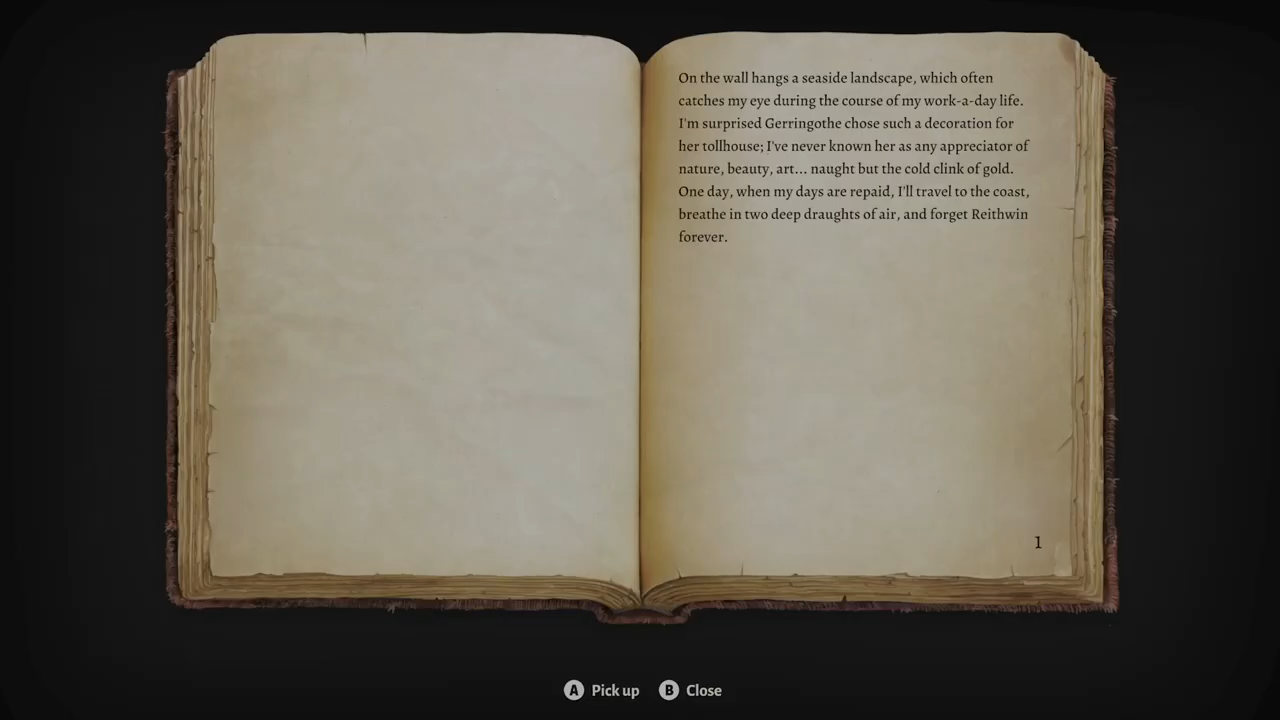 On the wall hangs a seaside landscape, which often
catches my eye during the course of my work-a-day life.
I'm surprised Gerringothe chose such a decoration for
her tollhouse; I've never known her as any appreciator of
nature, beauty, art... naught but the cold clink of gold.
One day, when my days are repaid, I'll travel to the coast,
breathe in two deep draughts of air, and forget Reithwin
forever.
1
A Pick up B Close